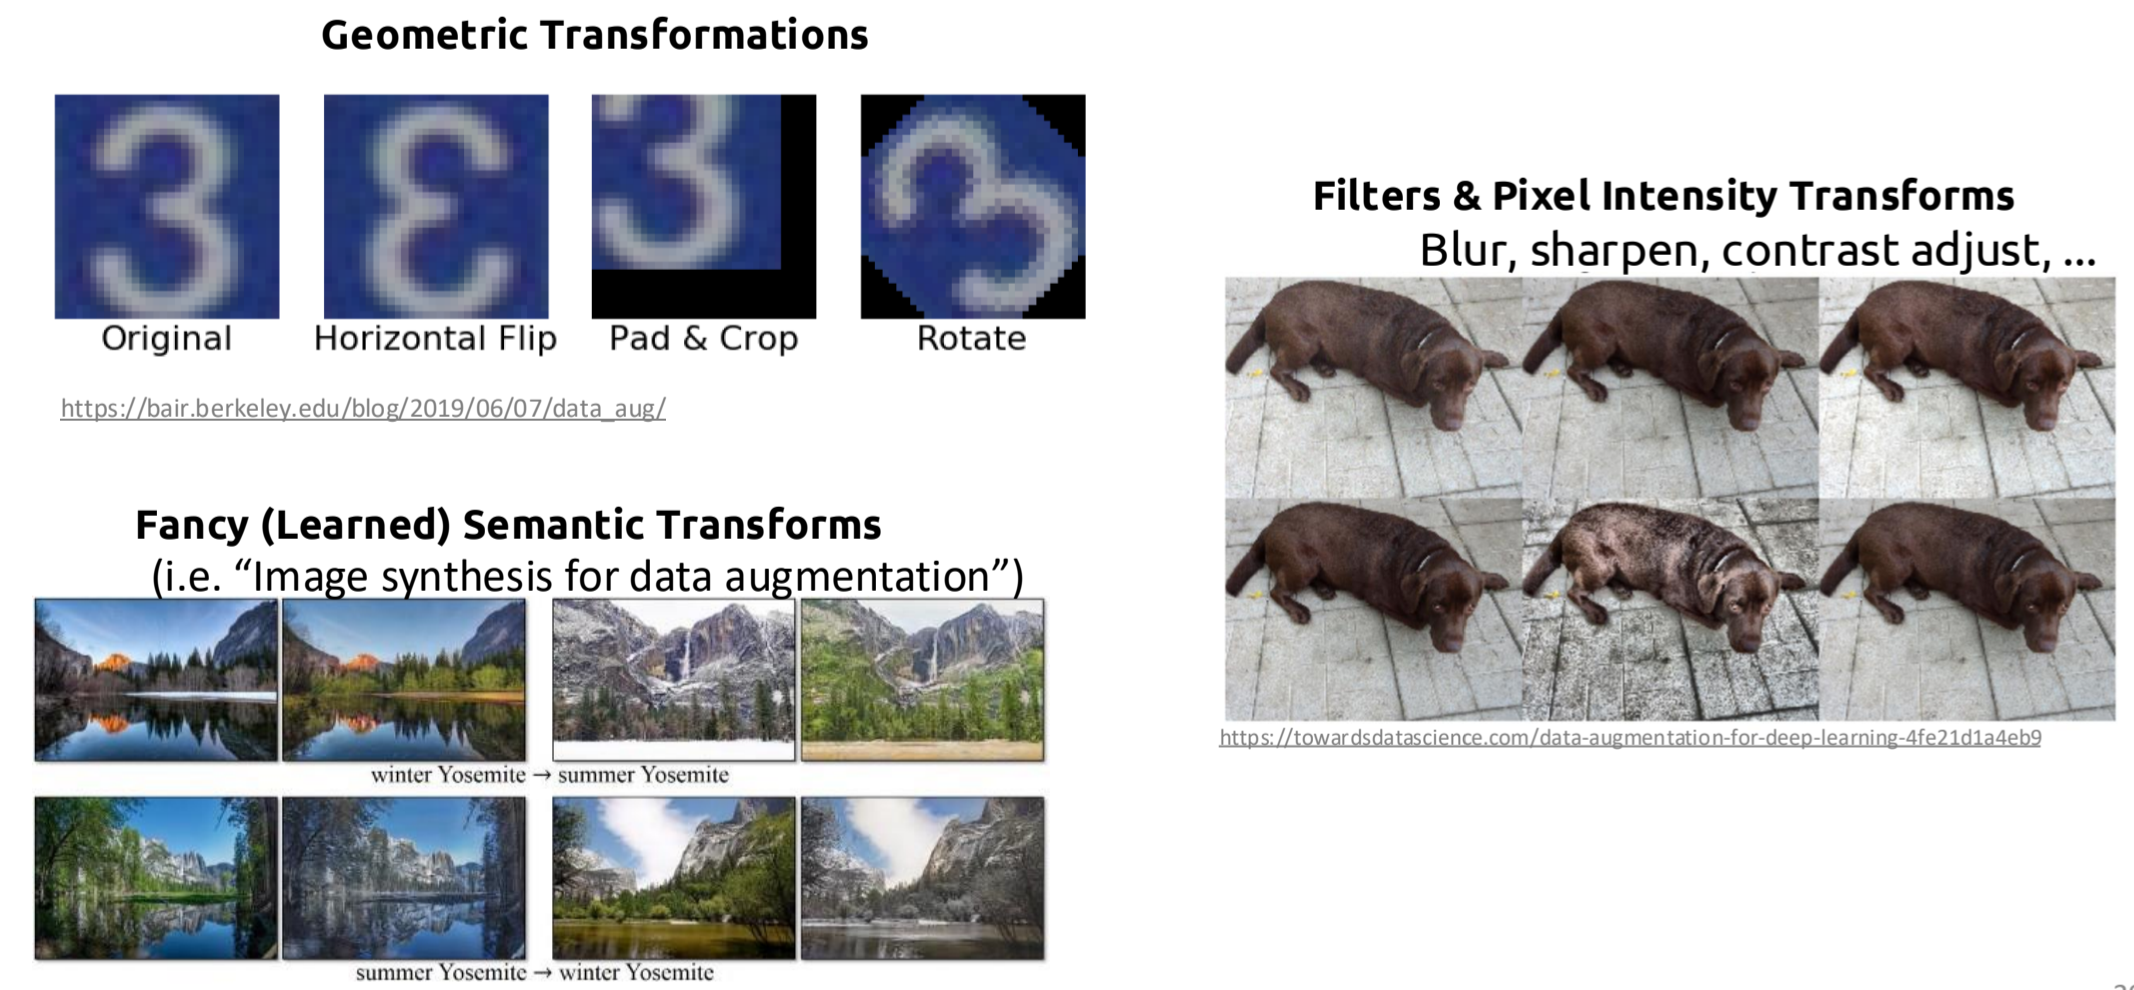 Geometric Transformations
Original
Horizontal Flip
Pad & Crop
Rotate
https://bair.berkeley.edu/blog/2019/06/07/data_aug/
Fancy (Learned) Semantic Transforms
(i.e. “Image synthesis for data augmentation”)
winter Yosemite → summer Yosemite
summer Yosemite → winter Yosemite
Filters & Pixel Intensity Transforms
Blur, sharpen, contrast adjust, ...
https://towardsdatascience.com/data-augmentation-for-deep-learning-4fe21d1a4eb9